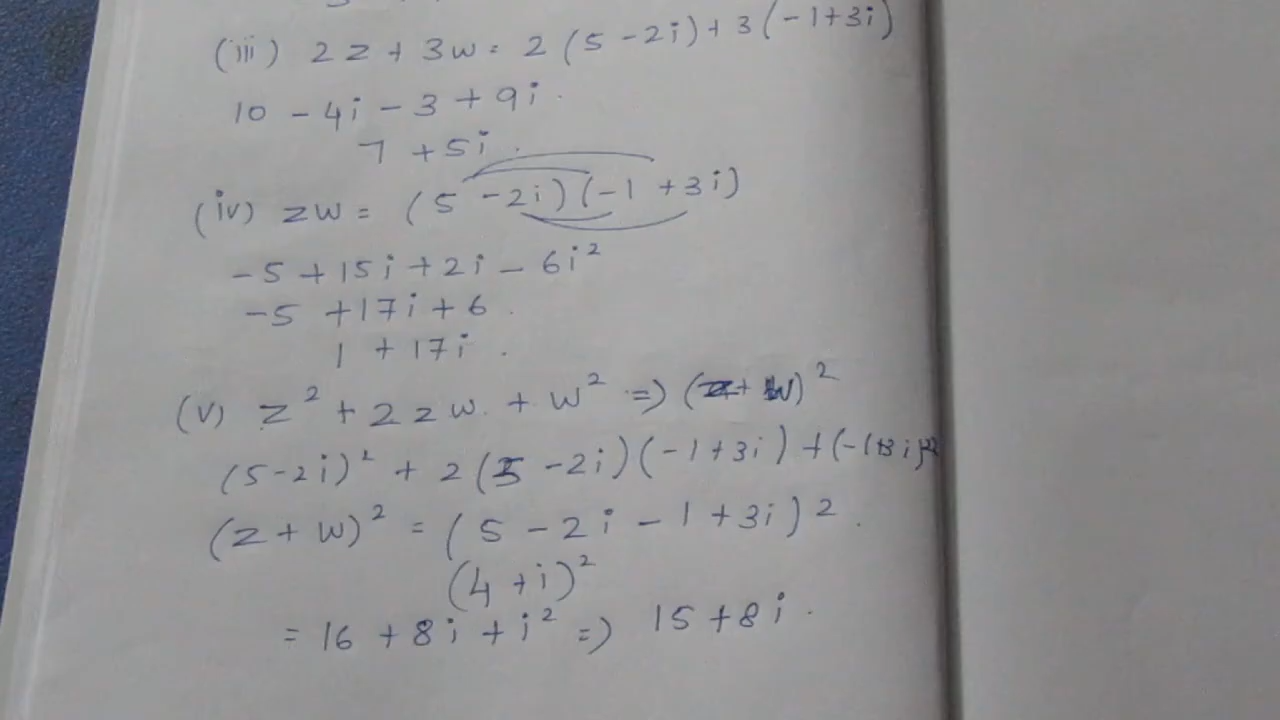 (iii) 2z + 3w = 2 (5 - 2i) + 3 (-1 + 3i)
10 - 4i - 3 + 9i.
7 + 5i.
(iv) zw = (5 - 2i) (-1 + 3i)
-5 + 15i + 2i - 6i²
-5 + 17i + 6.
1 + 17i.
(v) z² + 2zw + w² => (z + w)²
(5-2i)² + 2 (5 - 2i) (-1 + 3i) + (-1+3i)²
(z + w)² = (5 - 2i - 1 + 3i)2.
(4 + i)²
= 16 + 8i + i² => 15 + 8i.